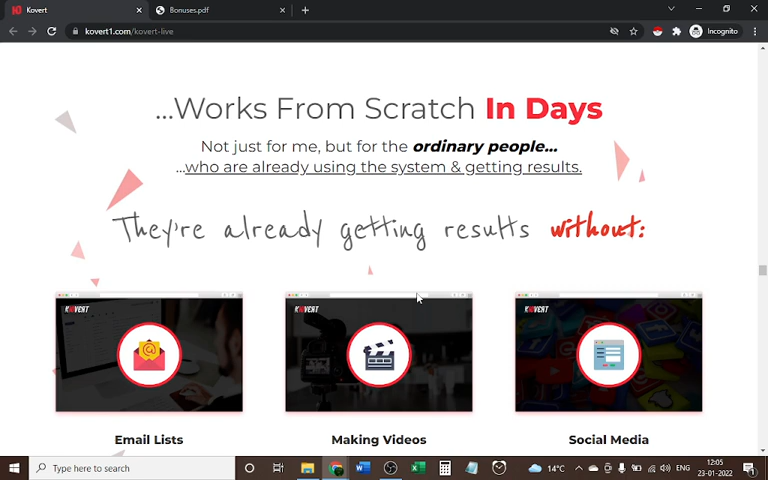 Kovert
Bonuses.pdf
kovert1.com/kovert-live
Incognito
...Works From Scratch In Days
Not just for me, but for the ordinary people...
...who are already using the system & getting results.
They're already getting results without:
KOVERT
KOVERT
Email Lists
Making Videos
Social Media
Type here to search
14°C
ENG
12:05
23-01-2022